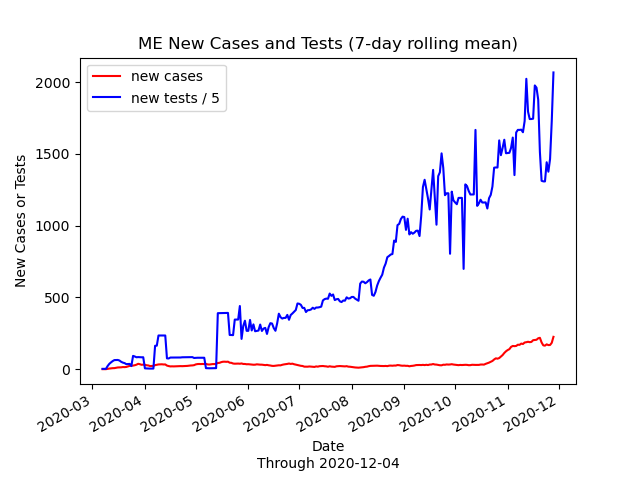 ME New Cases and Tests (7-day rolling mean)
new cases
new tests / 5
New Cases or Tests
2000
1500
1000
500
0
2020-03
2020-04
2020-05
2020-06
2020-07
2020-08
2020-09
2020-10
2020-11
2020-12
Date
Through 2020-12-04